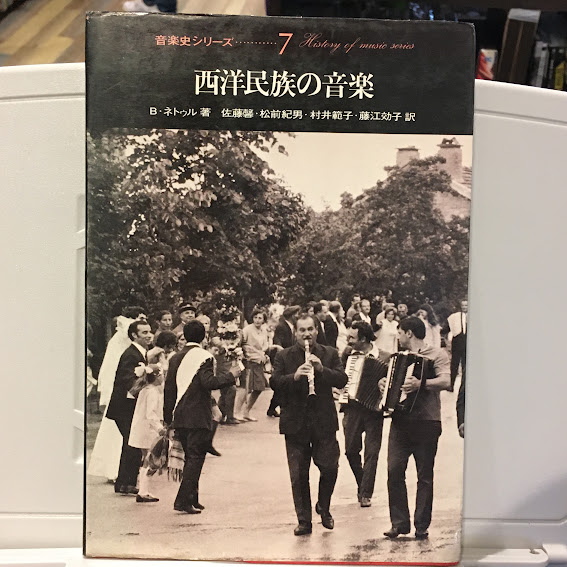 音楽史シリーズ…………7 History of music series
西洋民族の音楽
B・ネトゥル 著 佐藤馨・松前紀男・村井範子・藤江効子 訳